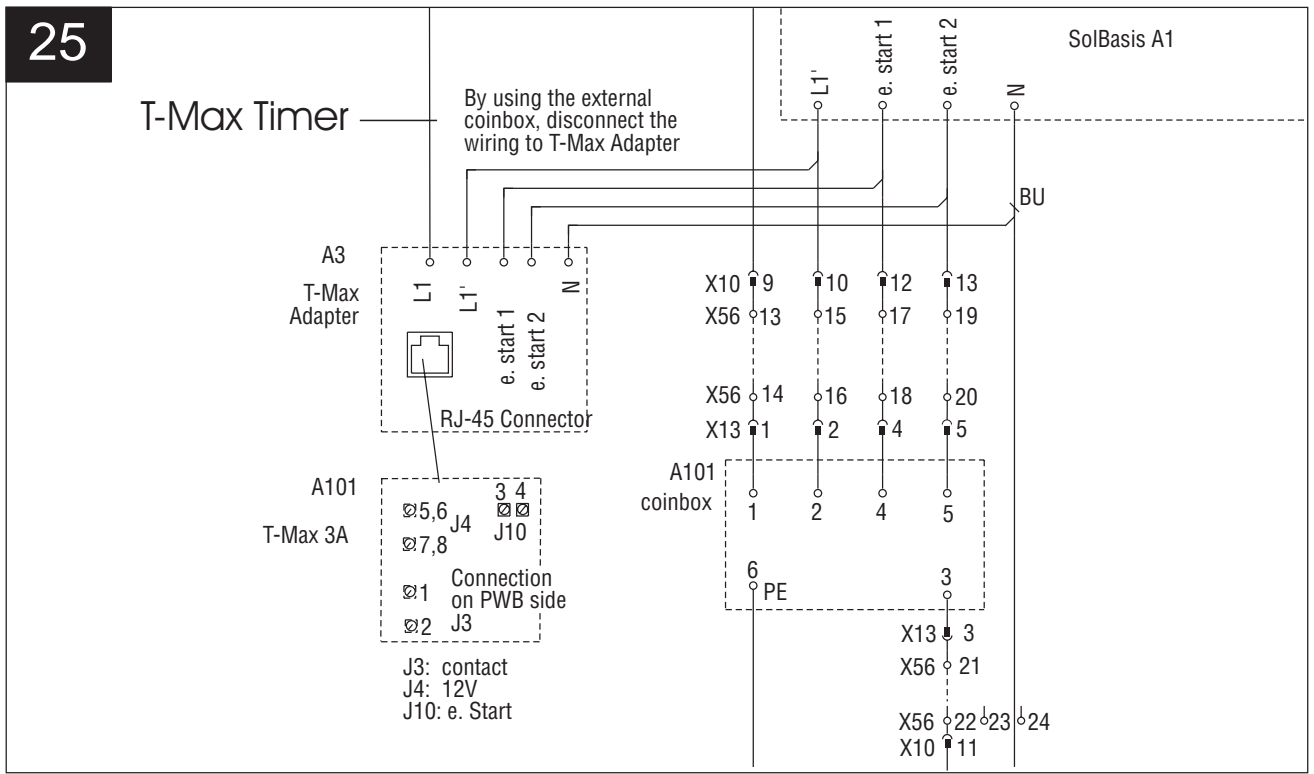 25
SolBasis A1
L1'
e. start 1
e. start 2
N
T-Max Timer
By using the external
coinbox, disconnect the
wiring to T-Max Adapter
BU
A3
T-Max
Adapter
L1
L1'
e. start 1
e. start 2
N
RJ-45 Connector
X10 9 10 12 13
X56 13 15 17 19
X56 14 16 18 20
X13 1 2 4 5
A101
coinbox
1 2 4 5
6
PE
3
X13 3
X56 21
X56 22 23 24
X10 11
A101
T-Max 3A
5,6
J4
7,8
3 4
J10
1
2
Connection
on PWB side
J3
J3: contact
J4: 12V
J10: e. Start